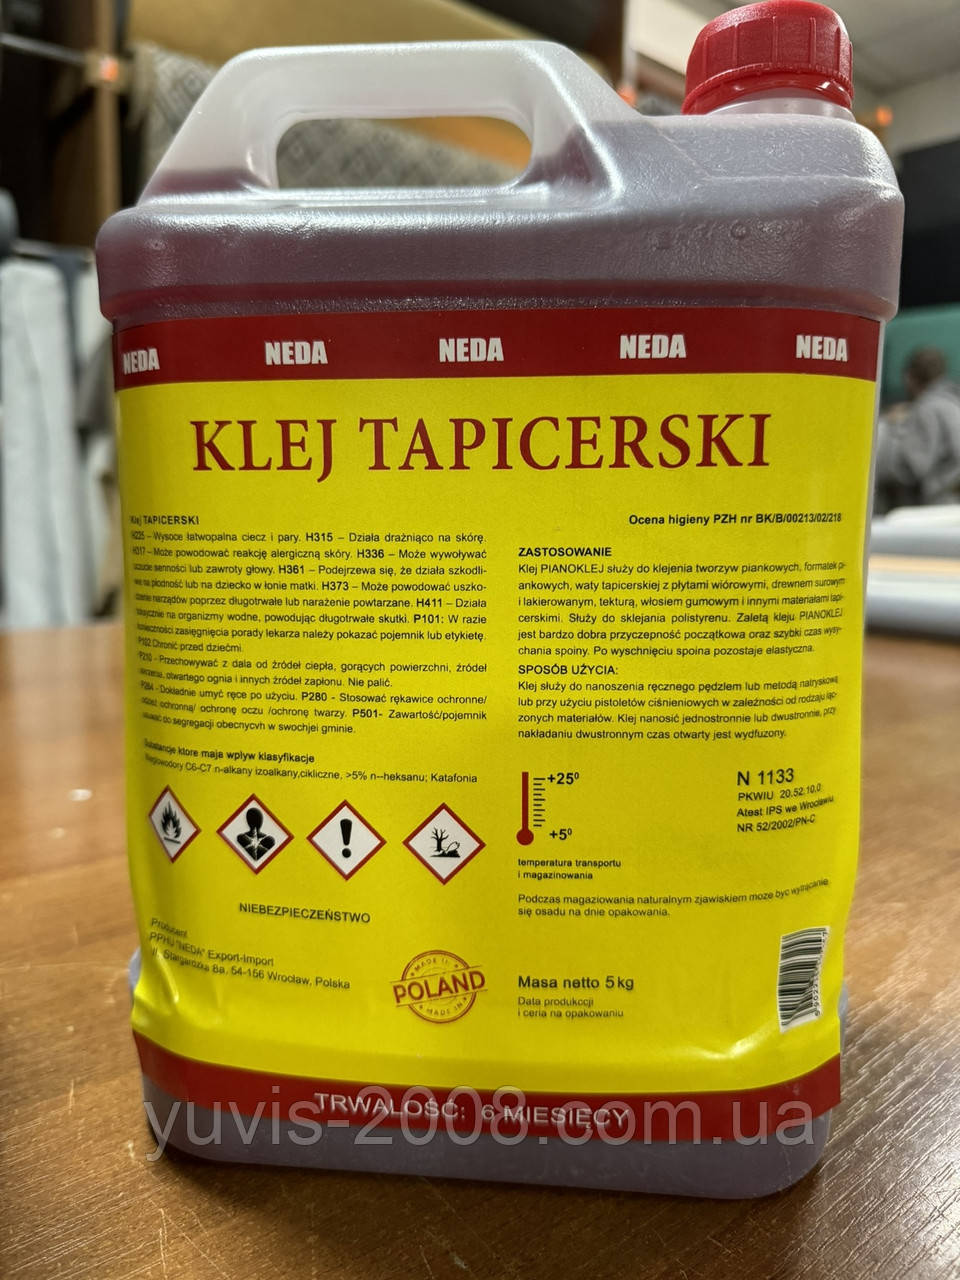 NEDA NEDA NEDA NEDA NEDA
KLEJ TAPICERSKI
Klej TAPICERSKI
H225 – Wysoce łatwopalna ciecz i pary. H315 – Działa drażniąco na skórę.
H317 – Może powodować reakcję alergiczną skóry. H336 – Może wywoływać
uczucie senności lub zawroty głowy. H361 – Podejrzewa się, że działa szkodli-
we na płodność lub na dziecko w łonie matki. H373 – Może powodować uszko-
dzenie narządów poprzez długotrwałe lub narażenie powtarzane. H411 – Działa
toksycznie na organizmy wodne, powodując długotrwałe skutki. P101: W razie
konieczności zasięgnięcia porady lekarza należy pokazać pojemnik lub etykietę.
P102 Chronić przed dziećmi.
P210 - Przechowywać z dala od źródeł ciepła, gorących powierzchni, źródeł
iskrzenia, otwartego ognia i innych źródeł zapłonu. Nie palić.
P264 - Dokładnie umyć ręce po użyciu. P280 - Stosować rękawice ochronne/
odzież ochronną/ ochronę oczu /ochronę twarzy. P501- Zawartość/pojemnik
usuwać do segregacji obecnycvh w swochjei gminie.
Substancje ktore maja wpływ klasyfikacje
Węglowodory C6-C7 n-alkany izoalkany,cikliczne, >5% n--heksanu; Katafonia
NIEBEZPIECZEŃSTWO
Producent
PPHU "NEDA" Export-Import
Ul. Stargardzka 8a. 54-156 Wrocław, Polska
MADE IN
POLAND
MADE IN
Ocena higieny PZH nr BK/B/00213/02/218
ZASTOSOWANIE
Klej PIANOKLEJ służy do klejenia tworzyw piankowych, formatek pi-
ankowych, waty tapicerskiej z płytami wiórowymi, drewnem surowym
i lakierowanym, tekturą, włosiem gumowym i innymi materiałami tapi-
cerskimi. Służy do sklejania polistyrenu. Zaletą kleju PIANOKLEJ
jest bardzo dobra przyczepność początkowa oraz szybki czas wysy-
chania spoiny. Po wyschnięciu spoina pozostaje elastyczna.
SPOSÓB UŻYCIA:
Klej służy do nanoszenia ręcznego pędzlem lub metodą natryskową
lub przy użyciu pistoletów ciśnieniowych w zależności od rodzaju łąc-
zonych materiałów. Klej nanosić jednostronnie lub dwustronnie, przy
nakładaniu dwustronnym czas otwarty jest wydłużony.
+25⁰
+5⁰
temperatura transportu
i magazinowania
N 1133
PKWIU 20.52.10,0
Atest IPS we Wrocławiu
NR 52/2002/PN-C
Podczas magaziowania naturalnym zjawiskiem może być wytrącanie
się osadu na dnie opakowania.
Masa netto 5 kg
Data produkccji
i ceria na opakowaniu
TRWALOŚĆ: 6 MIESIĘCY
yuvis-2008.com.ua